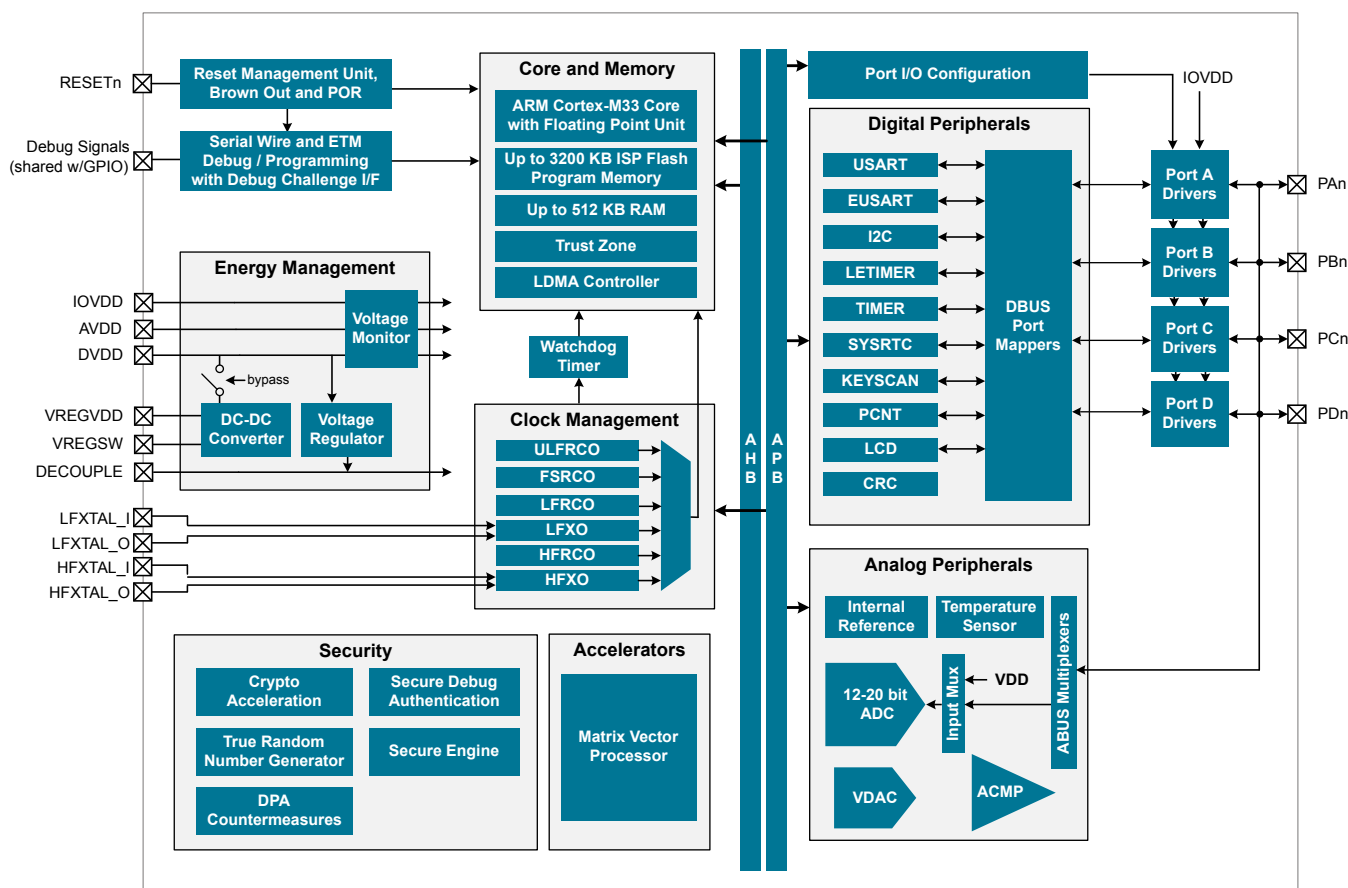 RESETn
Debug Signals
(shared w/GPIO)
Reset Management Unit,
Brown Out and POR
Serial Wire and ETM
Debug / Programming
with Debug Challenge I/F
Core and Memory
ARM Cortex-M33 Core
with Floating Point Unit
Up to 3200 KB ISP Flash
Program Memory
Up to 512 KB RAM
Trust Zone
LDMA Controller
Energy Management
IOVDD
AVDD
DVDD
VREGVDD
VREGSW
DECOUPLE
Voltage
Monitor
bypass
DC-DC
Converter
Voltage
Regulator
Watchdog
Timer
Clock Management
ULFRCO
FSRCO
LFRCO
LFXO
HFRCO
HFXO
LFXTAL_I
LFXTAL_O
HFXTAL_I
HFXTAL_O
Security
Crypto
Acceleration
Secure Debug
Authentication
True Random
Number Generator
Secure Engine
DPA
Countermeasures
Accelerators
Matrix Vector
Processor
A
H
B
A
P
B
Port I/O Configuration
IOVDD
Digital Peripherals
USART
EUSART
I2C
LETIMER
TIMER
SYSRTC
KEYSCAN
PCNT
LCD
CRC
DBUS
Port
Mappers
Port A
Drivers
Port B
Drivers
Port C
Drivers
Port D
Drivers
PAn
PBn
PCn
PDn
Analog Peripherals
Internal
Reference
Temperature
Sensor
12-20 bit
ADC
Input Mux
VDD
ABUS Multiplexers
VDAC
ACMP